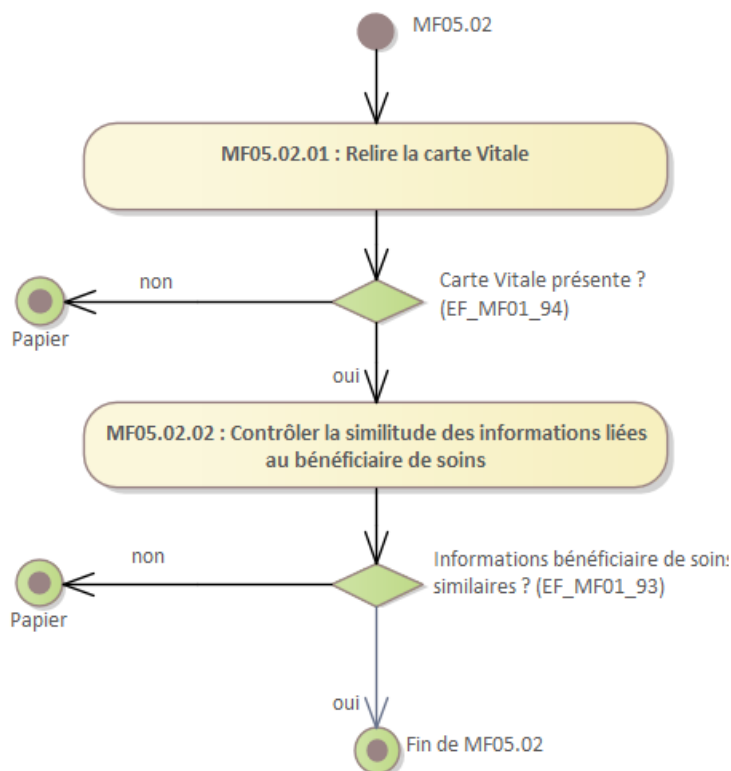 MF05.02
MF05.02.01 : Relire la carte Vitale
non
Carte Vitale présente ?
(EF_MF01_94)
Papier
oui
MF05.02.02 : Contrôler la similitude des informations liées
au bénéficiaire de soins
non
Informations bénéficiaire de soins
similaires ? (EF_MF01_93)
Papier
oui
Fin de MF05.02